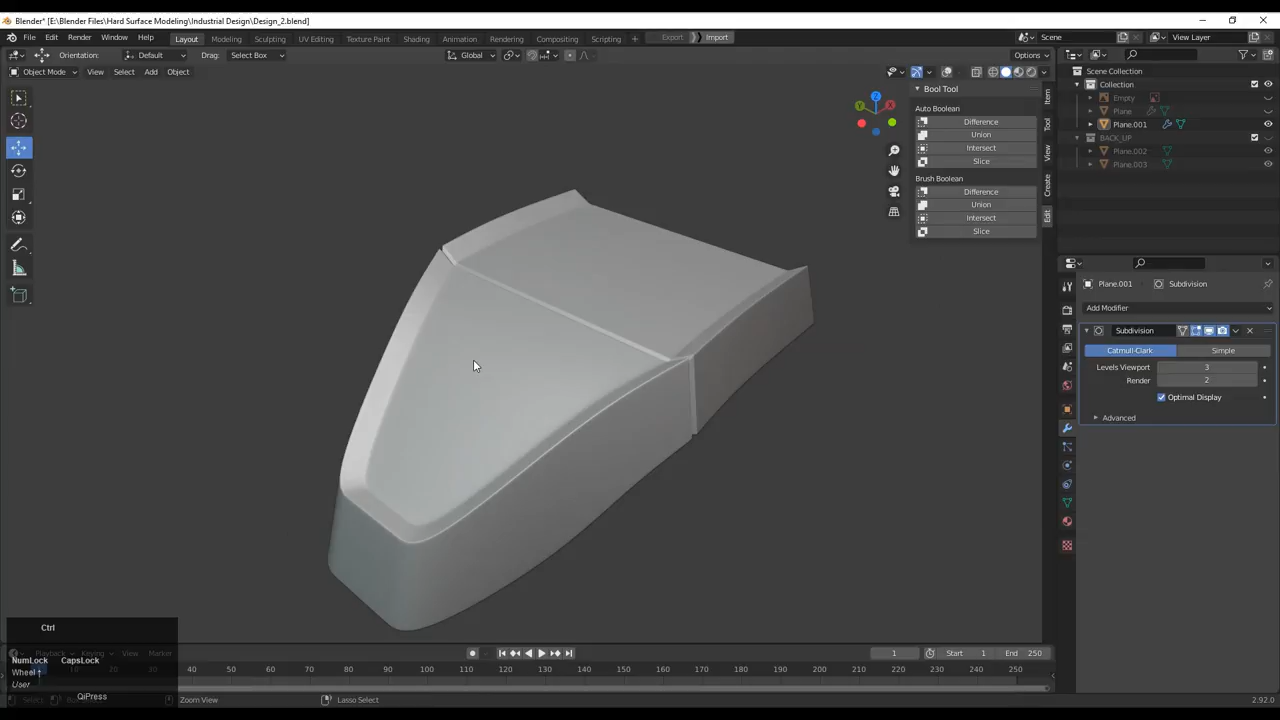 Blender* [E:\Blender Files\Hard Surface Modeling\Industrial Design\Design_2.blend]
File Edit Render Window Help Layout Modeling Sculpting UV Editing Texture Paint Shading Animation Rendering Compositing Scripting + Export Import Scene View Layer
Orientation: Default Drag: Select Box Global Options
Object Mode View Select Add Object
Scene Collection
Collection
Empty
Plane
Plane.001
BACK_UP
Plane.002
Plane.003
Bool Tool
Auto Boolean
Difference
Union
Intersect
Slice
Brush Boolean
Difference
Union
Intersect
Slice
Item
Tool
View
Create
Edit
Z
Y
X
Plane.001 Subdivision
Add Modifier
Subdivision
Catmull-Clark Simple
Levels Viewport 3
Render 2
Optimal Display
Advanced
Ctrl
Playback Keying View Marker 1 Start 1 End 250
NumLock CapsLock
40 50 60 70 80 90 100 110 120 130 140 150 160 170 180 190 200 210 220 230 240 250
Wheel↑
User
QiPress
Select Zoom View Lasso Select 2.92.0